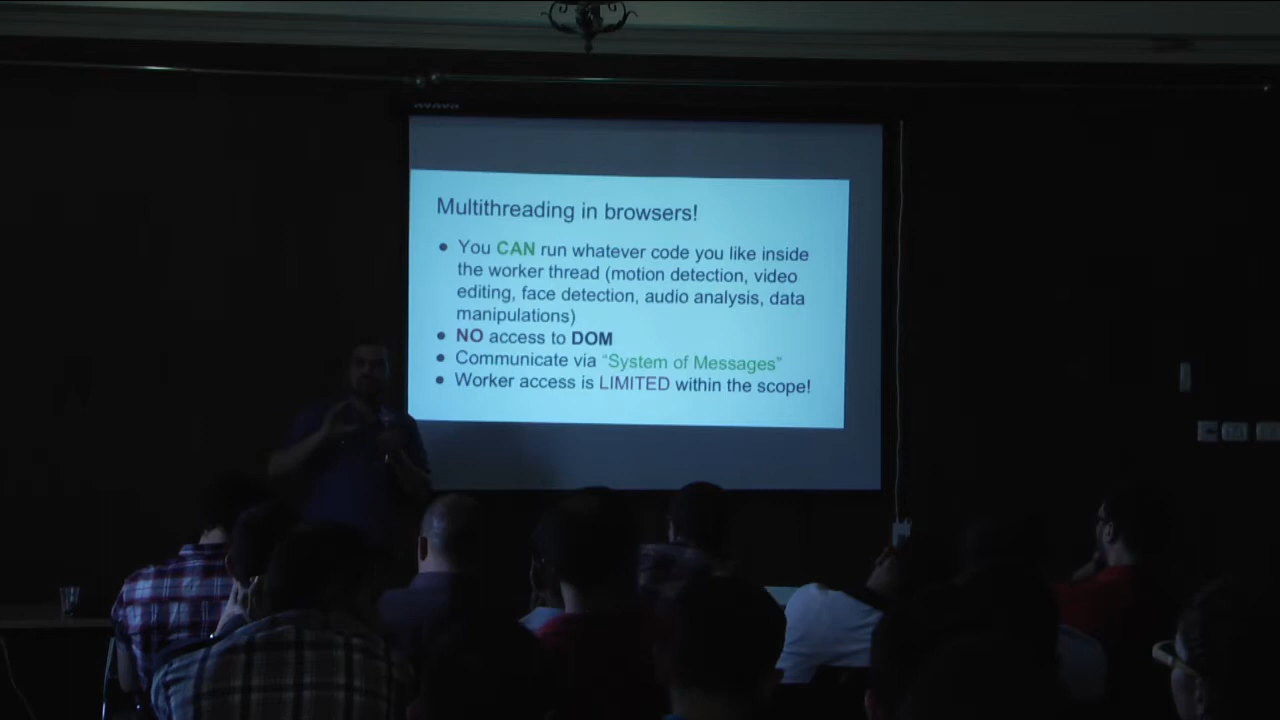 Multithreading in browsers!
● You CAN run whatever code you like inside
the worker thread (motion detection, video
editing, face detection, audio analysis, data
manipulations)
● NO access to DOM
● Communicate via “System of Messages”
● Worker access is LIMITED within the scope!